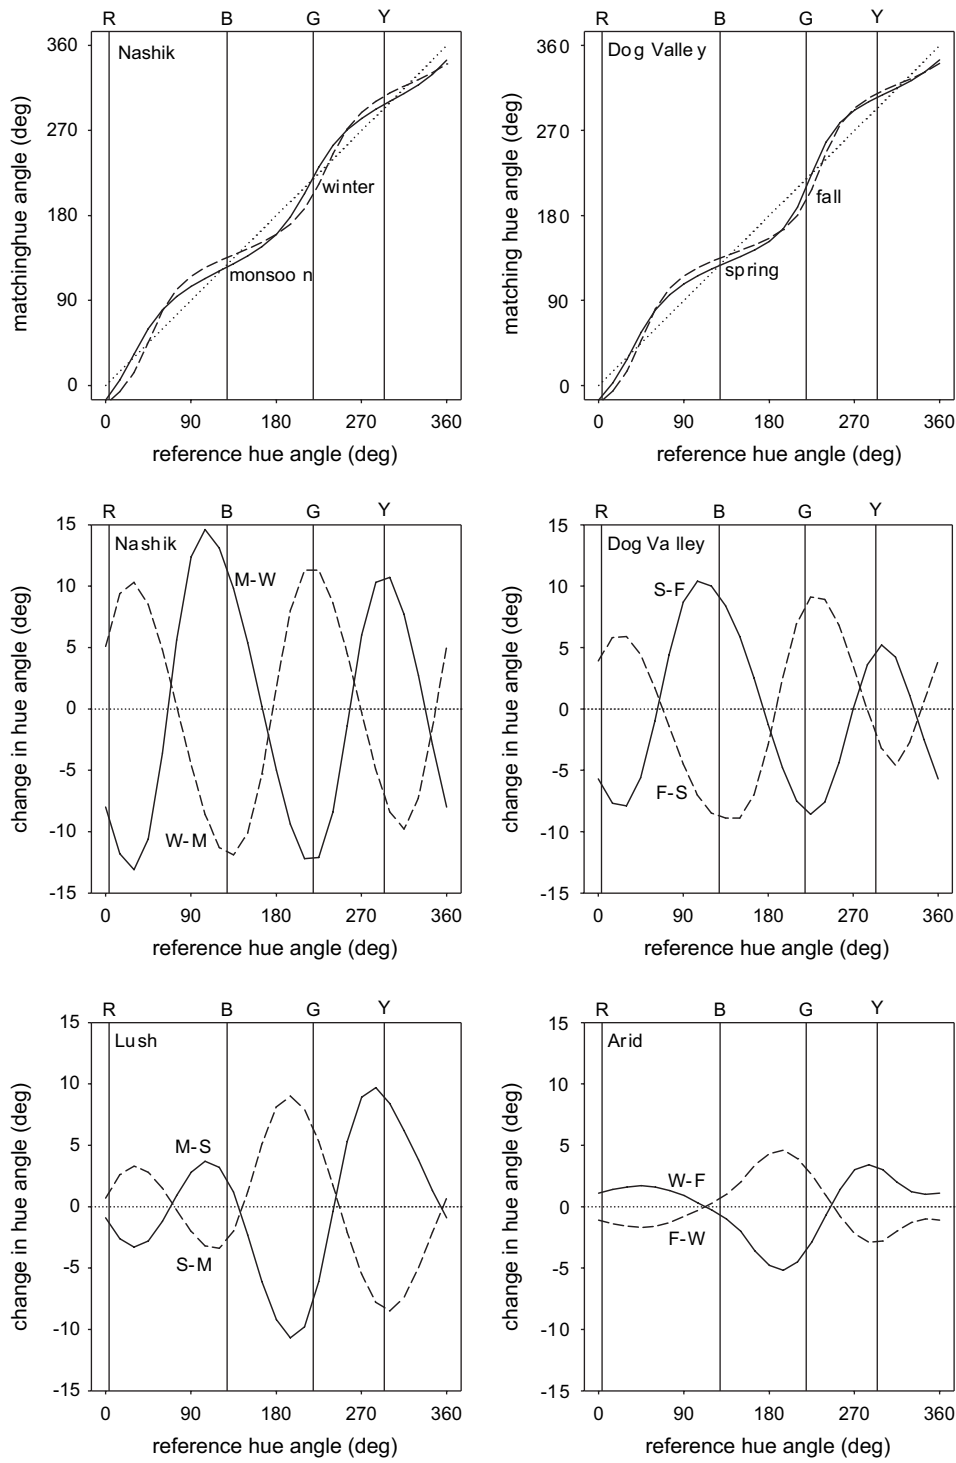 R B G Y
R B G Y
360
270
180
90
0
Nashik
winter
monsoon
matchinghue angle (deg)
0 90 180 270 360
reference hue angle (deg)
360
270
180
90
0
Dog Valley
fall
spring
matching hue angle (deg)
0 90 180 270 360
reference hue angle (deg)
R B G Y
R B G Y
15
10
5
0
-5
-10
-15
Nashik
M-W
W-M
change in hue angle (deg)
0 90 180 270 360
reference hue angle (deg)
15
10
5
0
-5
-10
-15
Dog Valley
S-F
F-S
change in hue angle (deg)
0 90 180 270 360
reference hue angle (deg)
R B G Y
R B G Y
15
10
5
0
-5
-10
-15
Lush
M-S
S-M
change in hue angle (deg)
0 90 180 270 360
reference hue angle (deg)
15
10
5
0
-5
-10
-15
Arid
W-F
F-W
change in hue angle (deg)
0 90 180 270 360
reference hue angle (deg)